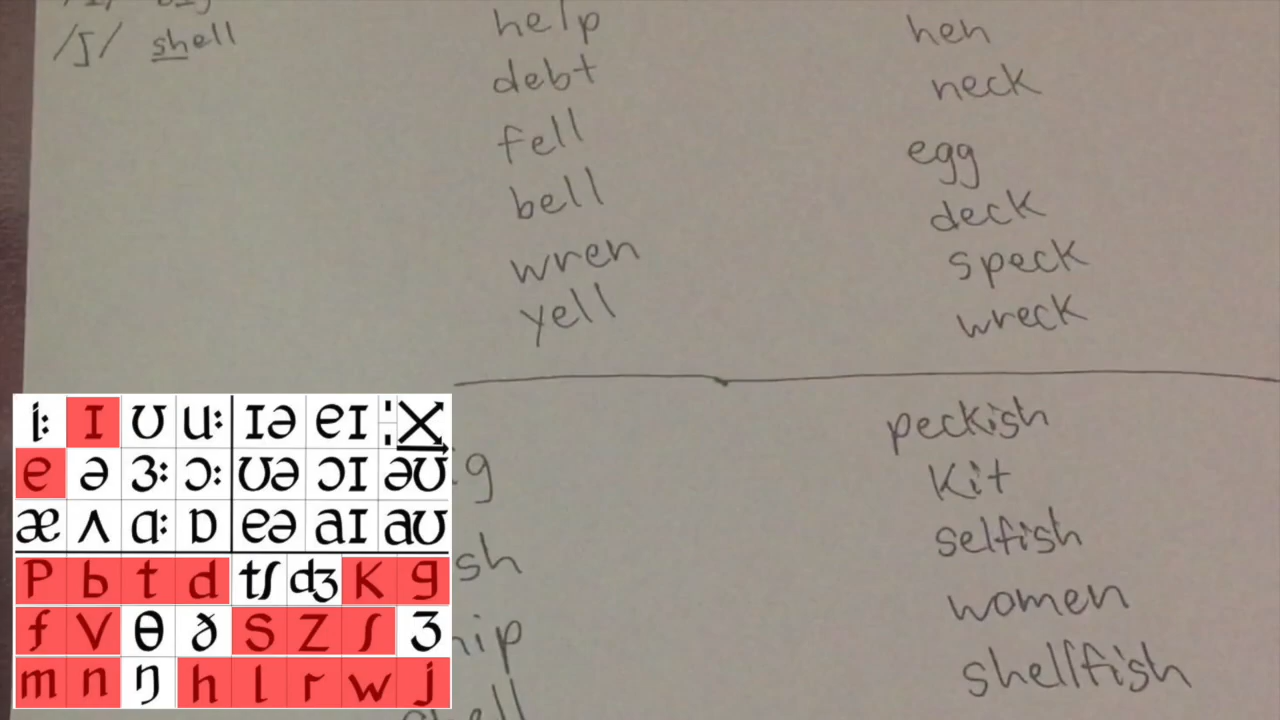 /ʃ/ shell
help
debt
fell
bell
wren
yell
hen
neck
egg
deck
speck
wreck
peckish
kit
selfish
women
shellfish
iː ɪ ʊ uː ɪə eɪ
e ə ɜː ɔː ʊə ɔɪ əʊ
æ ʌ ɑː ɒ eə aɪ aʊ
p b t d tʃ dʒ k g
f v θ ð s z ʃ ʒ
m n ŋ h l r w j